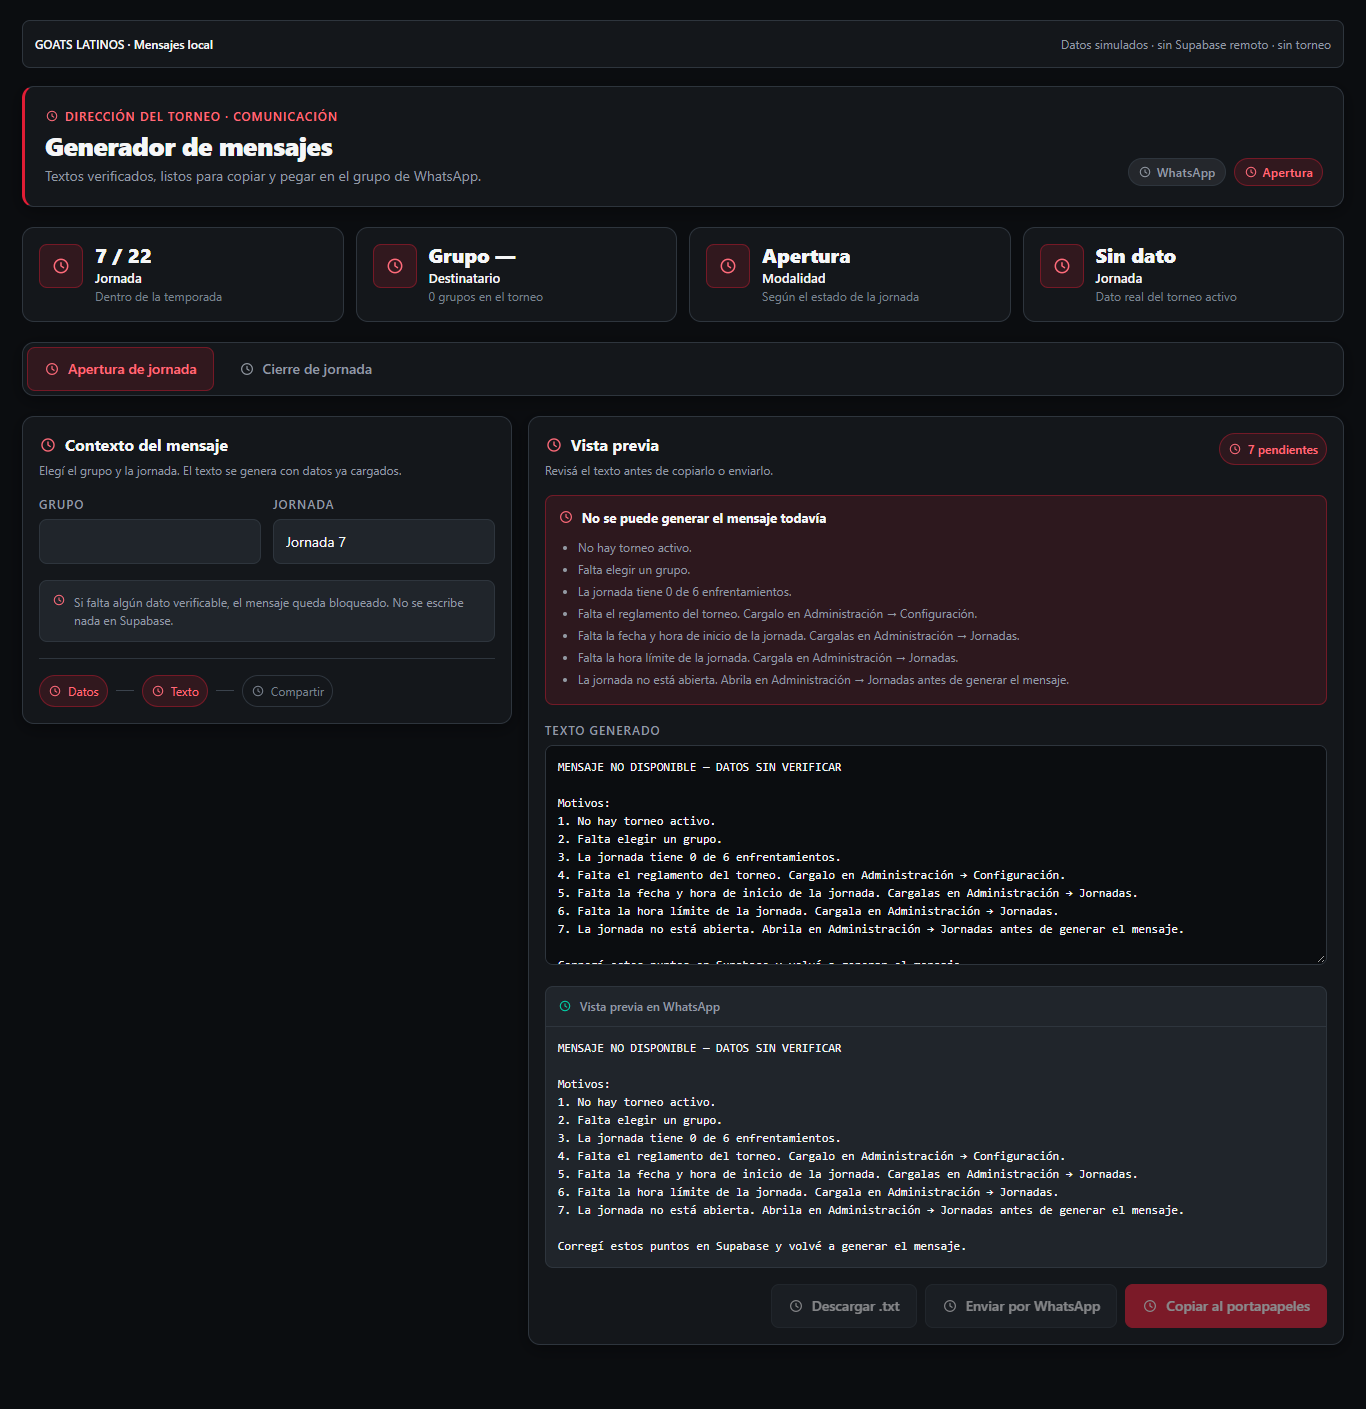 GOATS LATINOS · Mensajes local
Datos simulados · sin Supabase remoto · sin torneo
DIRECCIÓN DEL TORNEO · COMUNICACIÓN
Generador de mensajes
Textos verificados, listos para copiar y pegar en el grupo de WhatsApp.
WhatsApp
Apertura
7 / 22
Jornada
Dentro de la temporada
Grupo —
Destinatario
0 grupos en el torneo
Apertura
Modalidad
Según el estado de la jornada
Sin dato
Jornada
Dato real del torneo activo
Apertura de jornada
Cierre de jornada
Contexto del mensaje
Elegí el grupo y la jornada. El texto se genera con datos ya cargados.
GRUPO
JORNADA
Jornada 7
Si falta algún dato verificable, el mensaje queda bloqueado. No se escribe
nada en Supabase.
Datos
Texto
Compartir
Vista previa
Revisá el texto antes de copiarlo o enviarlo.
7 pendientes
No se puede generar el mensaje todavía
• No hay torneo activo.
• Falta elegir un grupo.
• La jornada tiene 0 de 6 enfrentamientos.
• Falta el reglamento del torneo. Cargalo en Administración → Configuración.
• Falta la fecha y hora de inicio de la jornada. Cargalas en Administración → Jornadas.
• Falta la hora límite de la jornada. Cargala en Administración → Jornadas.
• La jornada no está abierta. Abrila en Administración → Jornadas antes de generar el mensaje.
TEXTO GENERADO
MENSAJE NO DISPONIBLE — DATOS SIN VERIFICAR
Motivos:
1. No hay torneo activo.
2. Falta elegir un grupo.
3. La jornada tiene 0 de 6 enfrentamientos.
4. Falta el reglamento del torneo. Cargalo en Administración → Configuración.
5. Falta la fecha y hora de inicio de la jornada. Cargalas en Administración → Jornadas.
6. Falta la hora límite de la jornada. Cargala en Administración → Jornadas.
7. La jornada no está abierta. Abrila en Administración → Jornadas antes de generar el mensaje.
Corregí estos puntos en Supabase y volvé a generar el mensaje.
Vista previa en WhatsApp
MENSAJE NO DISPONIBLE — DATOS SIN VERIFICAR
Motivos:
1. No hay torneo activo.
2. Falta elegir un grupo.
3. La jornada tiene 0 de 6 enfrentamientos.
4. Falta el reglamento del torneo. Cargalo en Administración → Configuración.
5. Falta la fecha y hora de inicio de la jornada. Cargalas en Administración → Jornadas.
6. Falta la hora límite de la jornada. Cargala en Administración → Jornadas.
7. La jornada no está abierta. Abrila en Administración → Jornadas antes de generar el mensaje.
Corregí estos puntos en Supabase y volvé a generar el mensaje.
Descargar .txt
Enviar por WhatsApp
Copiar al portapapeles